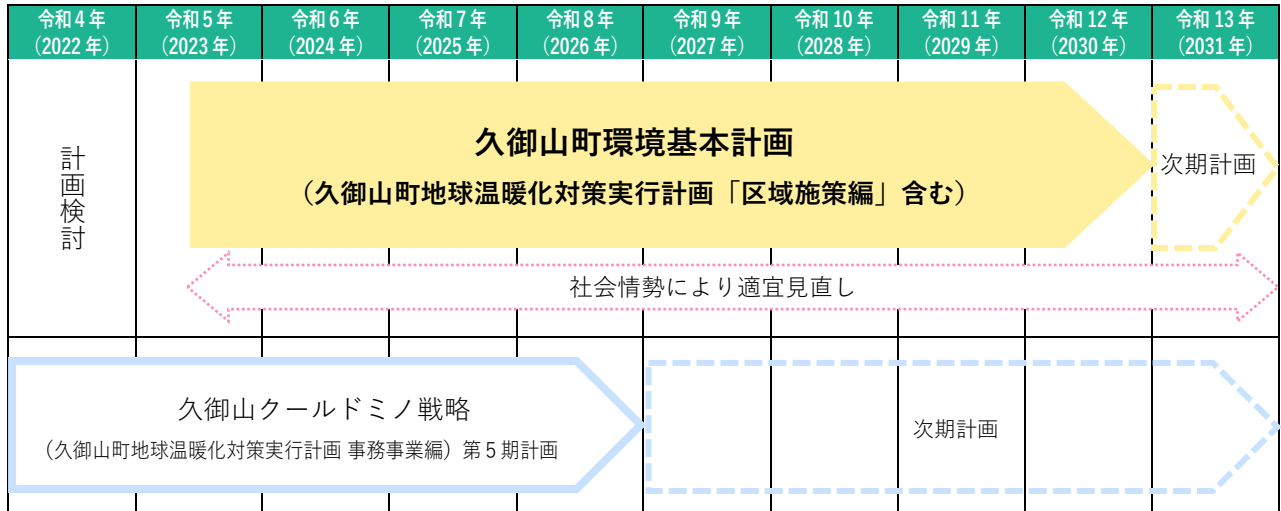 令和4年
（2022年）
令和5年
（2023年）
令和6年
（2024年）
令和7年
（2025年）
令和8年
（2026年）
令和9年
（2027年）
令和10年
（2028年）
令和11年
（2029年）
令和12年
（2030年）
令和13年
（2031年）
計画検討
久御山町環境基本計画
（久御山町地球温暖化対策実行計画「区域施策編」含む）
次期計画
社会情勢により適宜見直し
久御山クールドミノ戦略
（久御山町地球温暖化対策実行計画 事務事業編）第5期計画
次期計画